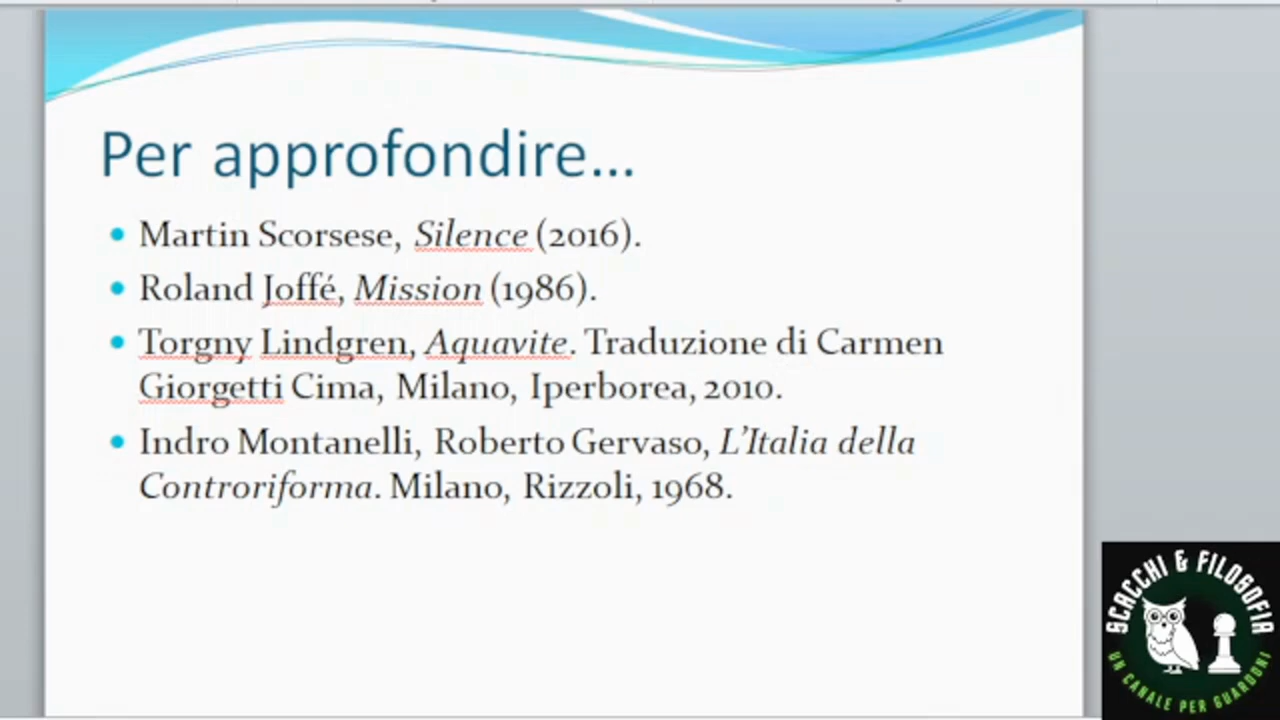 Per approfondire...
Martin Scorsese, Silence (2016).
Roland Joffé, Mission (1986).
Torgny Lindgren, Aquavite. Traduzione di Carmen
Giorgetti Cima, Milano, Iperborea, 2010.
Indro Montanelli, Roberto Gervaso, L’Italia della
Controriforma. Milano, Rizzoli, 1968.
SCACCHI & FILOSOFIA
UN CANALE PER GUARDONI